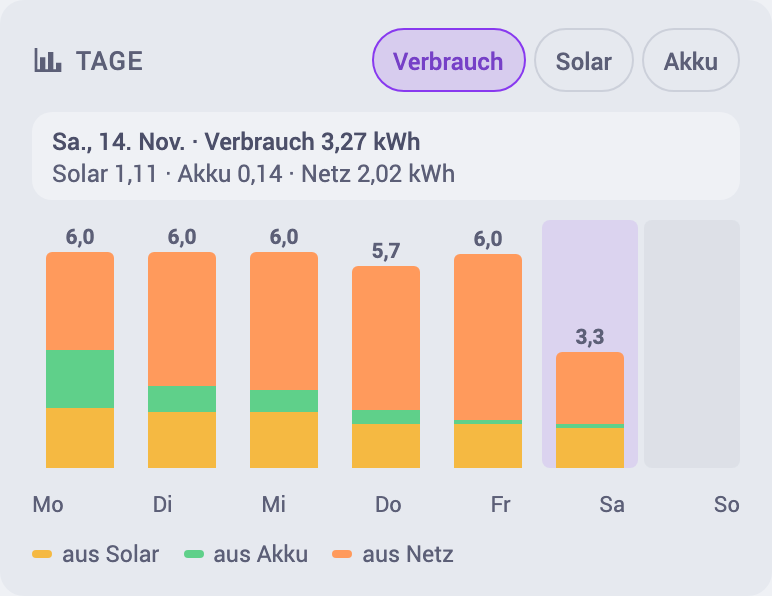 TAGE
Verbrauch
Solar
Akku
Sa., 14. Nov. · Verbrauch 3,27 kWh
Solar 1,11 · Akku 0,14 · Netz 2,02 kWh
6,0 6,0 6,0 5,7 6,0 3,3
Mo Di Mi Do Fr Sa So
aus Solar aus Akku aus Netz